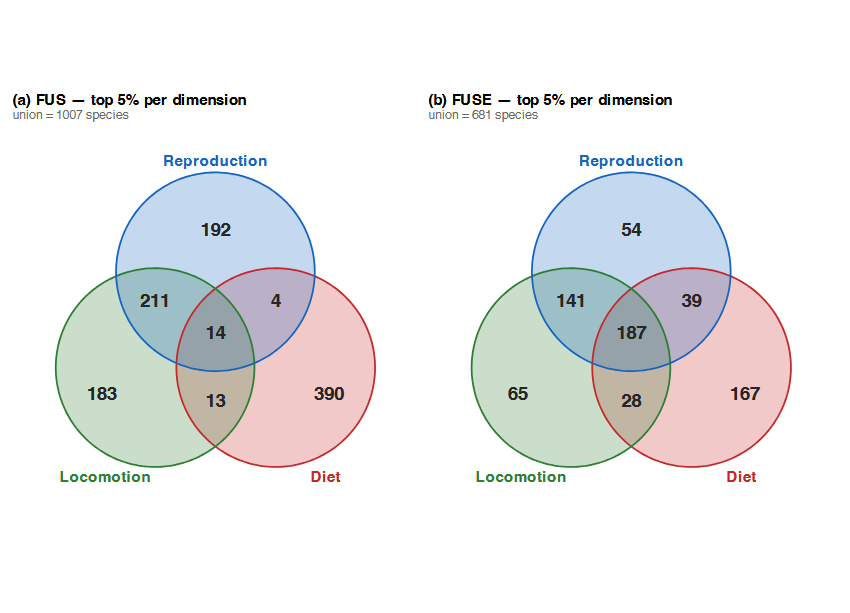 (a) FUS — top 5% per dimension
union = 1007 species
Reproduction
192
211
4
14
183
13
390
Locomotion
Diet
(b) FUSE — top 5% per dimension
union = 681 species
Reproduction
54
141
39
187
65
28
167
Locomotion
Diet